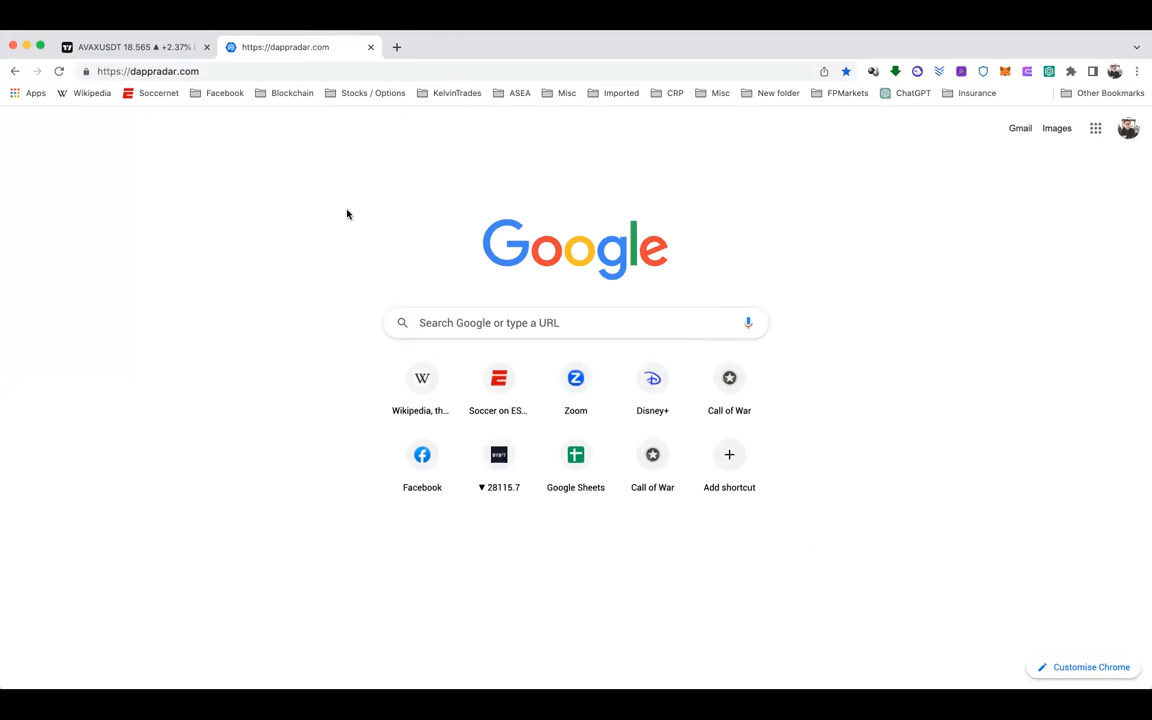 AVAXUSDT 18.565 ▲ +2.37%
https://dappradar.com
https://dappradar.com
Apps Wikipedia Soccernet Facebook Blockchain Stocks / Options KelvinTrades ASEA Misc Imported CRP Misc New folder FPMarkets ChatGPT Insurance Other Bookmarks
Gmail Images
Google
Search Google or type a URL
Wikipedia, th... Soccer on ES... Zoom Disney+ Call of War
Facebook ▼ 28115.7 Google Sheets Call of War Add shortcut
Customise Chrome